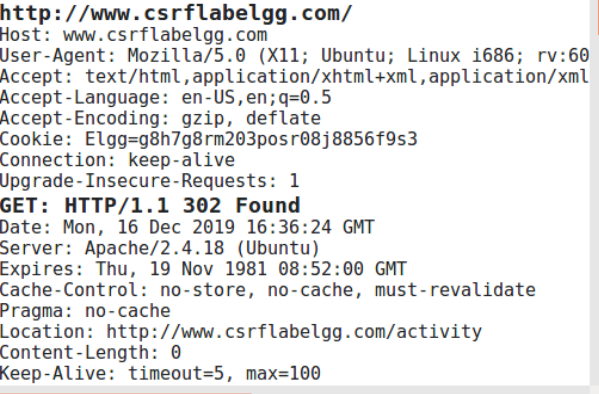 http://www.csrflabelgg.com/
Host: www.csrflabelgg.com
User-Agent: Mozilla/5.0 (X11; Ubuntu; Linux i686; rv:60
Accept: text/html,application/xhtml+xml,application/xml
Accept-Language: en-US,en;q=0.5
Accept-Encoding: gzip, deflate
Cookie: Elgg=g8h7g8rm203posr08j8856f9s3
Connection: keep-alive
Upgrade-Insecure-Requests: 1
GET: HTTP/1.1 302 Found
Date: Mon, 16 Dec 2019 16:36:24 GMT
Server: Apache/2.4.18 (Ubuntu)
Expires: Thu, 19 Nov 1981 08:52:00 GMT
Cache-Control: no-store, no-cache, must-revalidate
Pragma: no-cache
Location: http://www.csrflabelgg.com/activity
Content-Length: 0
Keep-Alive: timeout=5, max=100